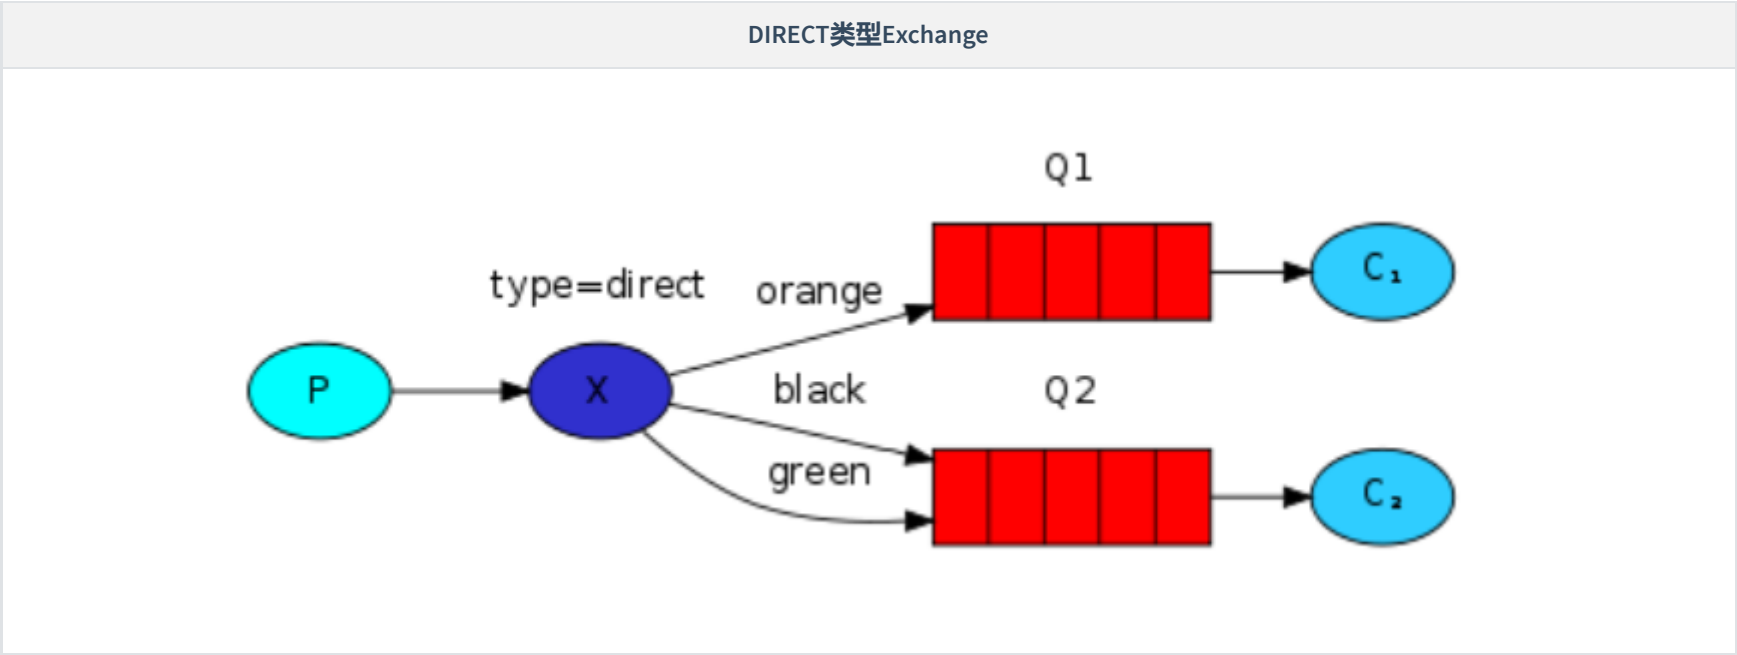 DIRECT类型Exchange
Q1
type=direct
orange
C₁
P
X
black
Q2
green
C₂